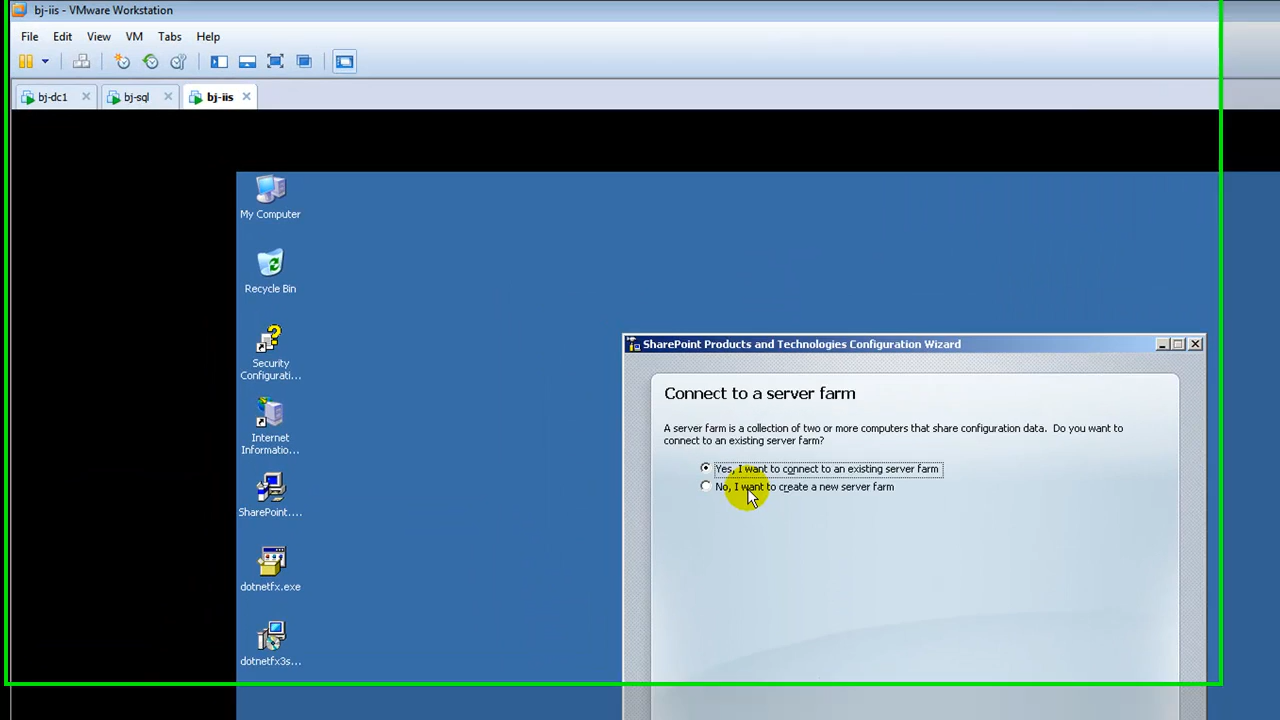 bj-iis - VMware Workstation
File Edit View VM Tabs Help
bj-dc1 bj-sql bj-iis
My Computer
Recycle Bin
Security
Configurati...
Internet
Informatio...
SharePoint....
dotnetfx.exe
dotnetfx3s...
SharePoint Products and Technologies Configuration Wizard
Connect to a server farm
A server farm is a collection of two or more computers that share configuration data. Do you want to
connect to an existing server farm?
Yes, I want to connect to an existing server farm
No, I want to create a new server farm